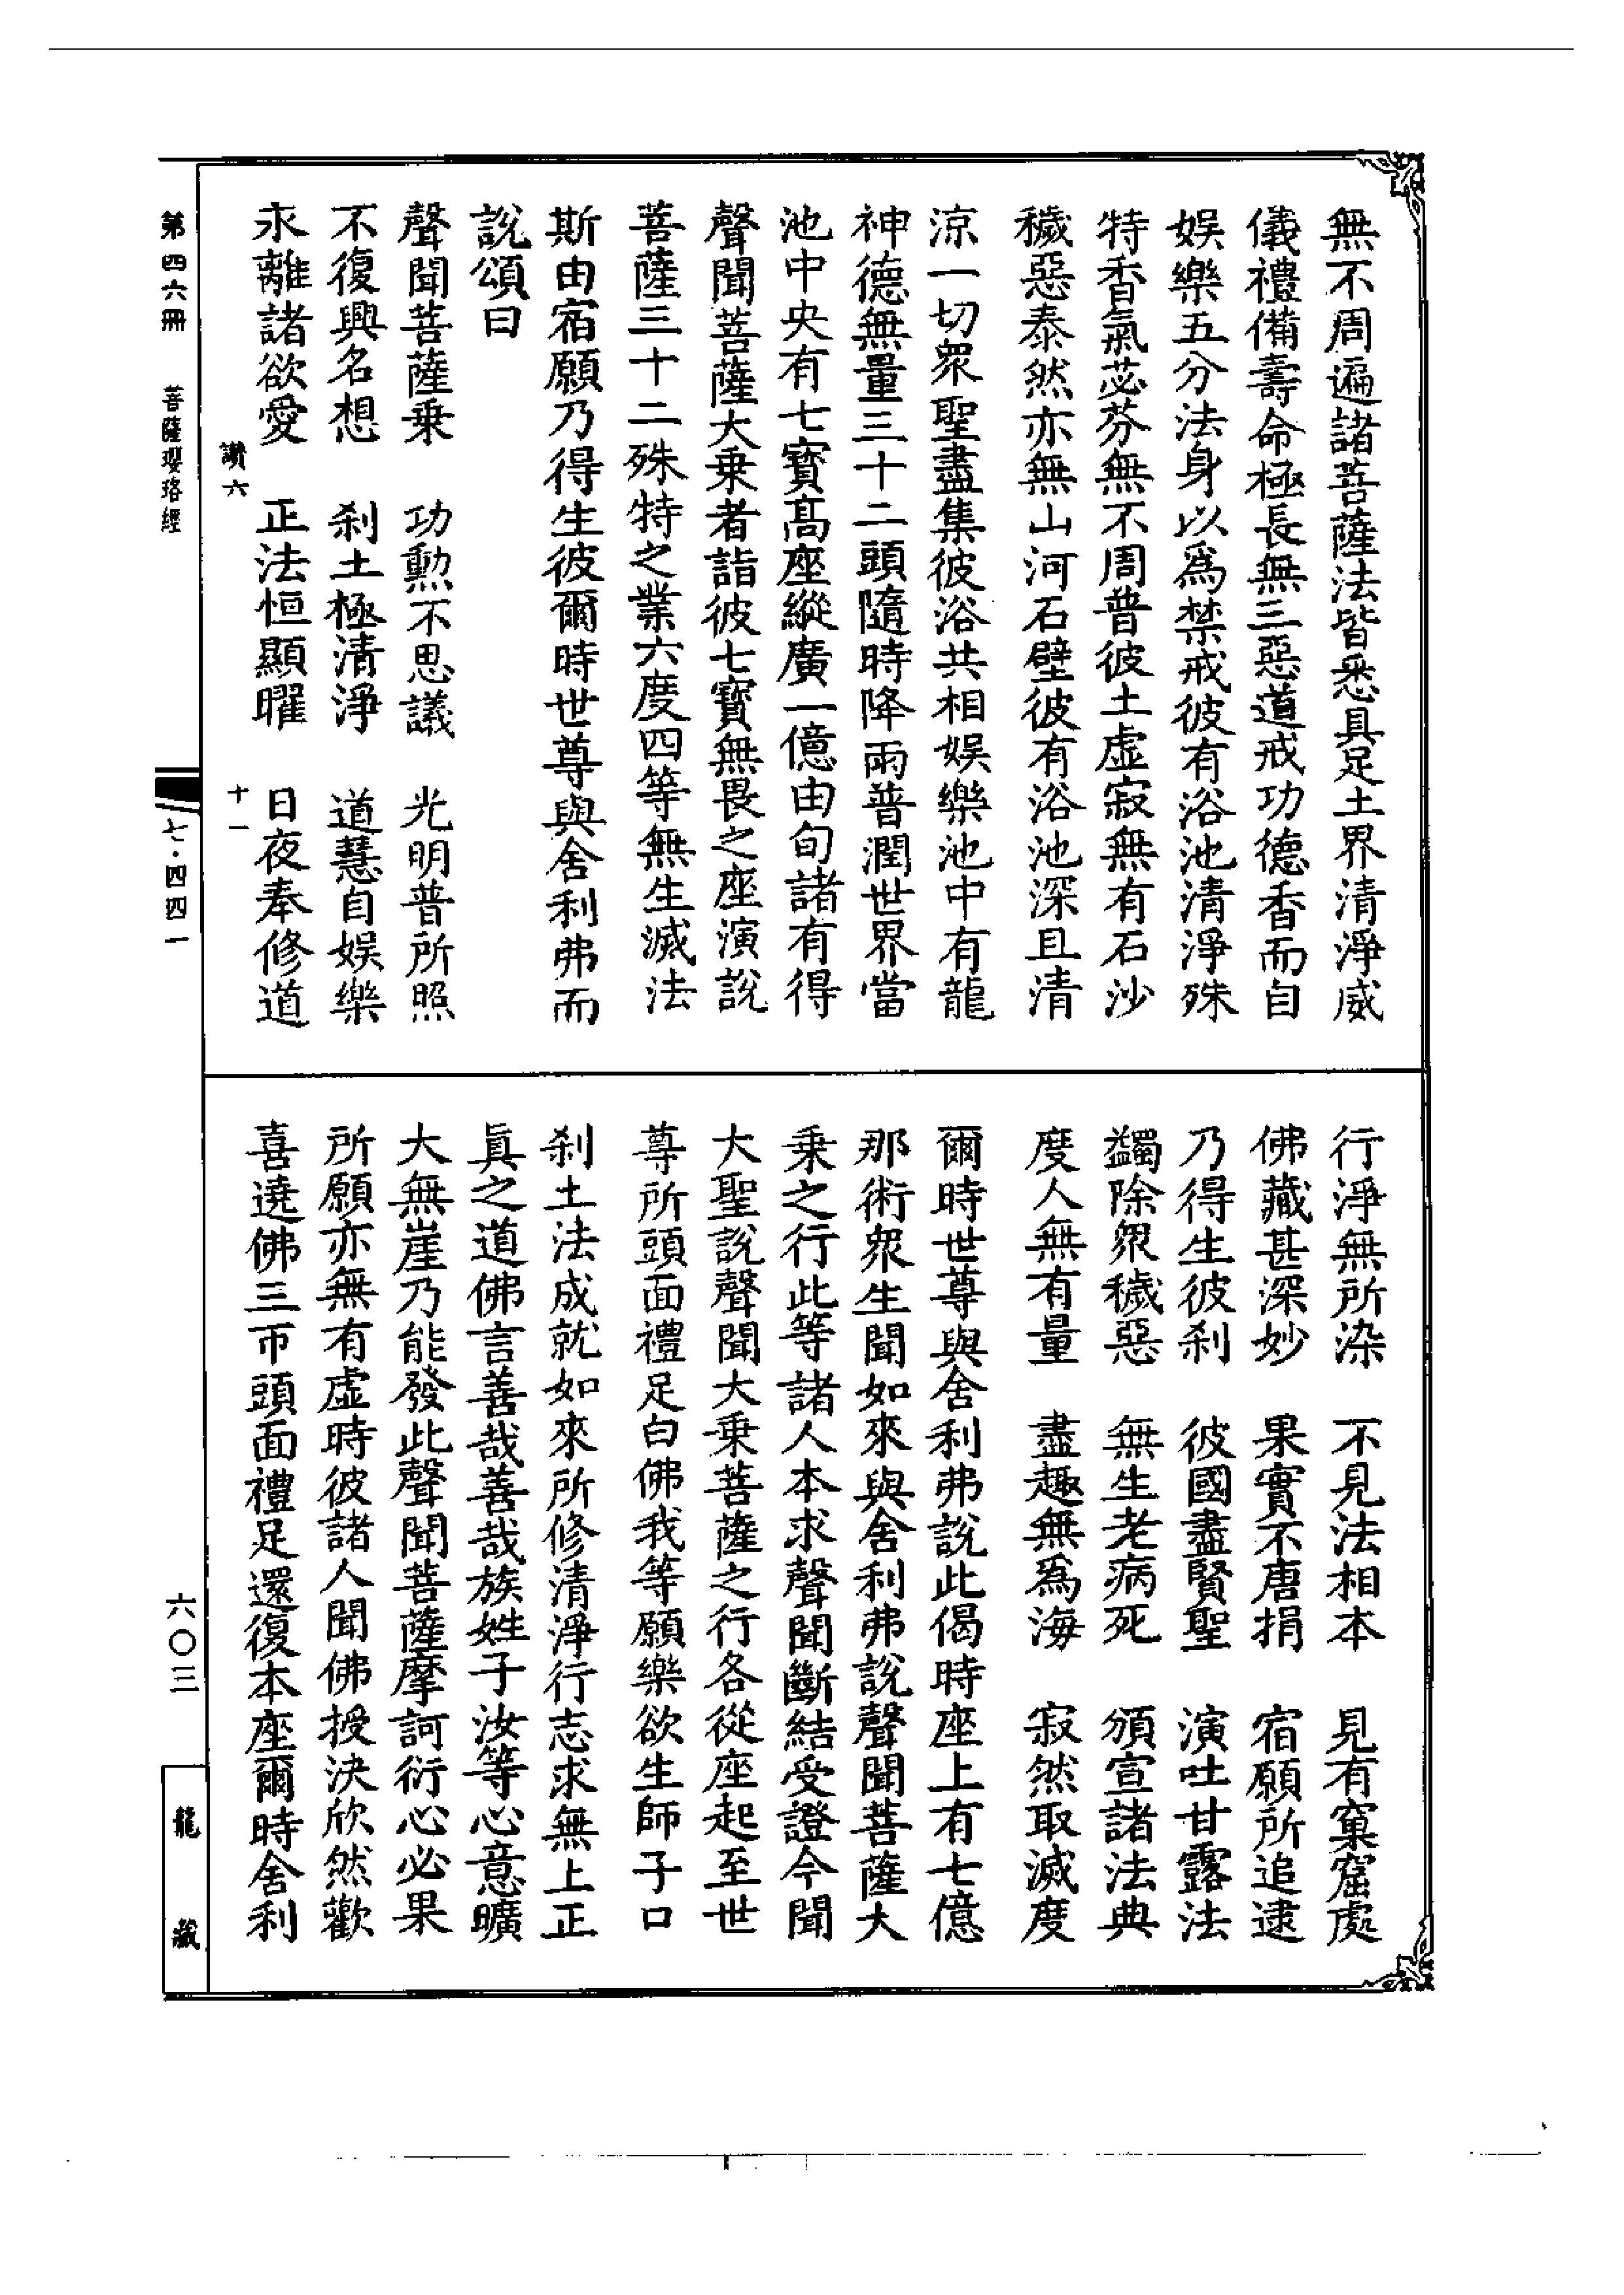 無不周遍諸菩薩法皆悉具足土界清淨威
儀禮備壽命極長無三惡道戒功德香而自
娛樂五分法身以爲禁戒彼有浴池清淨殊
特香氣苾芬無不周普彼土虛寂無有石沙
穢惡泰然亦無山河石壁彼有浴池深且清
涼一切衆聖盡集彼浴共相娛樂池中有龍
神德無量三十二頭隨時降雨普潤世界當
池中央有七寶髙座縱廣一億由旬諸有得
聲聞菩薩大乗者詣彼七寶無畏之座演說
菩薩三十二殊特之業六度四等無生滅法
斯由宿願乃得生彼爾時世尊與舍利弗而
說頌曰
聲聞菩薩乗　功勲不思議　光明普所照
不復興名想　刹土極清淨　道慧自娛樂
永離諸欲愛　正法恒顯曜　日夜奉修道
行淨無所染　不見法相本　見有窠窟處
佛藏甚深妙　果實不唐捐　宿願所追逮
乃得生彼刹　彼國盡賢聖　演吐甘露法
蠲除衆穢惡　無生老病死　頒宣諸法典
度人無有量　盡趣無爲海　寂然取滅度
爾時世尊與舍利弗說此偈時座上有七億
那術衆生聞如來與舍利弗說聲聞菩薩大
乗之行此等諸人本求聲聞斷結受證今聞
大聖說聲聞大乗菩薩之行各從座起至世
尊所頭面禮足白佛我等願樂欲生師子口
刹土法成就如來所修清淨行志求無上正
眞之道佛言善哉善哉族姓子汝等心意曠
大無崖乃能發此聲聞菩薩摩訶衍心必果
所願亦無有虛時彼諸人聞佛授決欣然歡
喜遶佛三帀頭面禮足還復本座爾時舍利
讃六　十一
第四六冊　菩薩瓔珞經　七·四四一
六〇三
龍藏